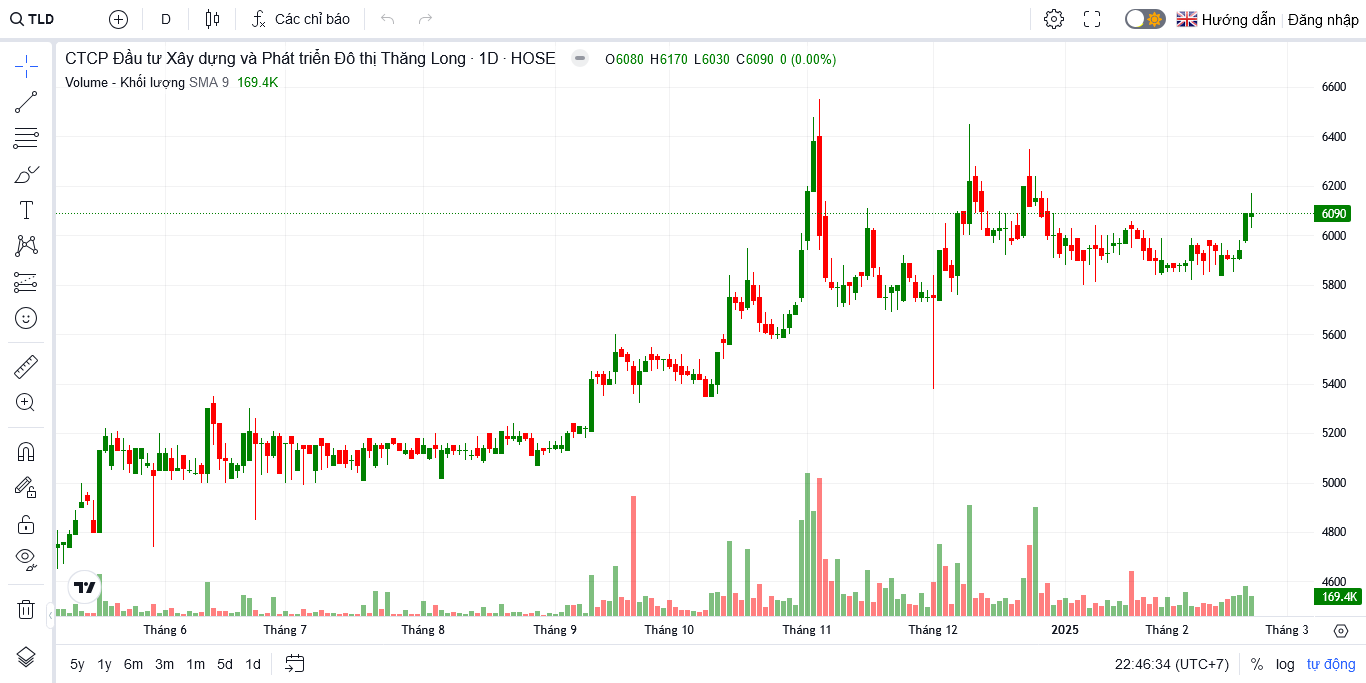 TLD D Các chỉ báo Hướng dẫn Đăng nhập
CTCP Đầu tư Xây dựng và Phát triển Đô thị Thăng Long · 1D · HOSE O6080 H6170 L6030 C6090 0 (0.00%)
Volume - Khối lượng SMA 9 169.4K
6600
6400
6200
6090
6000
5800
5600
5400
5200
5000
4800
4600
169.4K
Tháng 6 Tháng 7 Tháng 8 Tháng 9 Tháng 10 Tháng 11 Tháng 12 2025 Tháng 2 Tháng 3
5y 1y 6m 3m 1m 5d 1d 22:46:34 (UTC+7) % log tự động